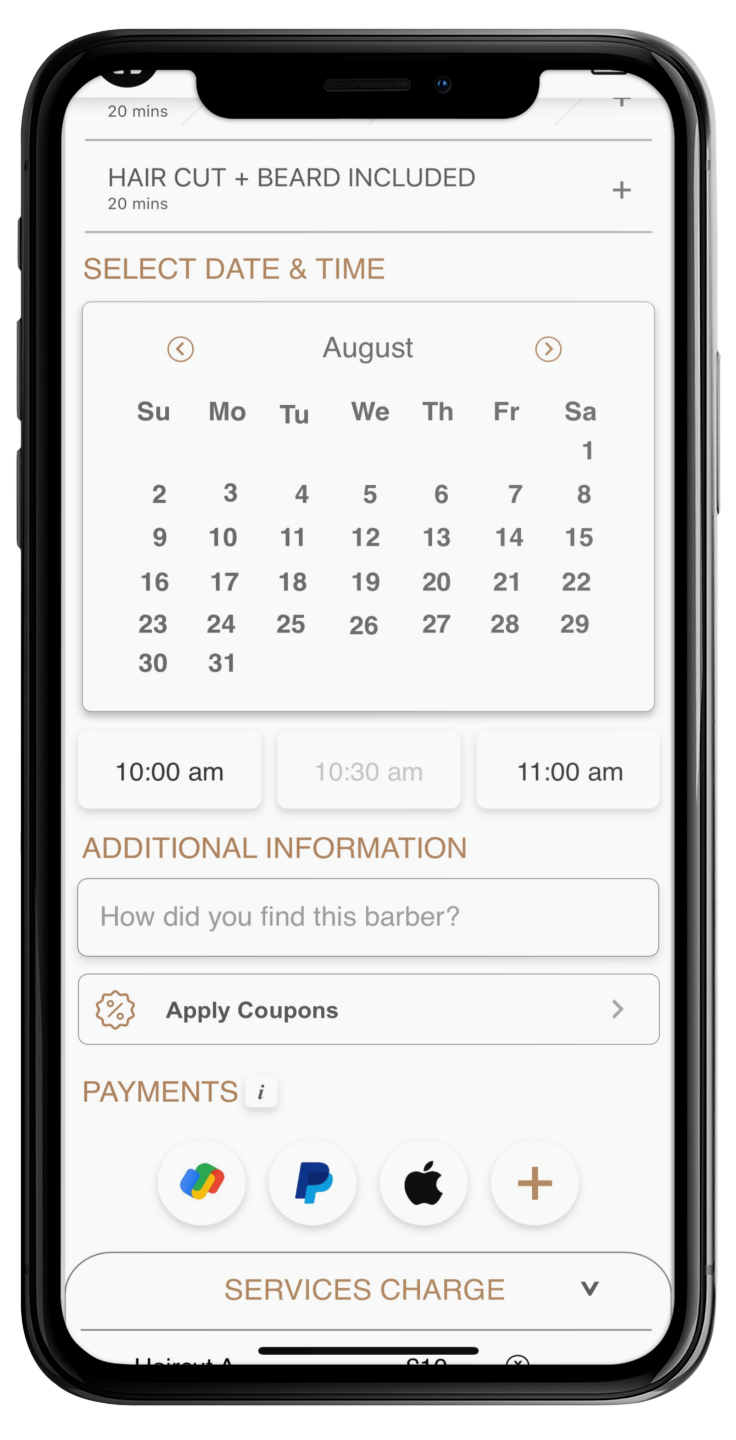 20 mins
HAIR CUT + BEARD INCLUDED
20 mins
SELECT DATE & TIME
August
Su Mo Tu We Th Fr Sa
1
2 3 4 5 6 7 8
9 10 11 12 13 14 15
16 17 18 19 20 21 22
23 24 25 26 27 28 29
30 31
10:00 am 10:30 am 11:00 am
ADDITIONAL INFORMATION
How did you find this barber?
Apply Coupons
PAYMENTS i
SERVICES CHARGE
Haircut A